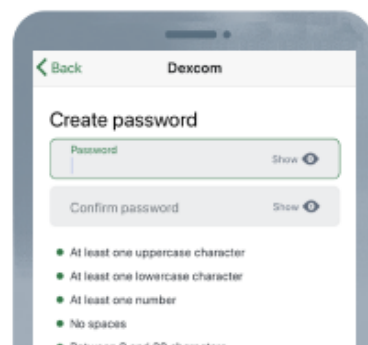 Back Dexcom
Create password
Password
Show
Confirm password Show
At least one uppercase character
At least one lowercase character
At least one number
No spaces
Between